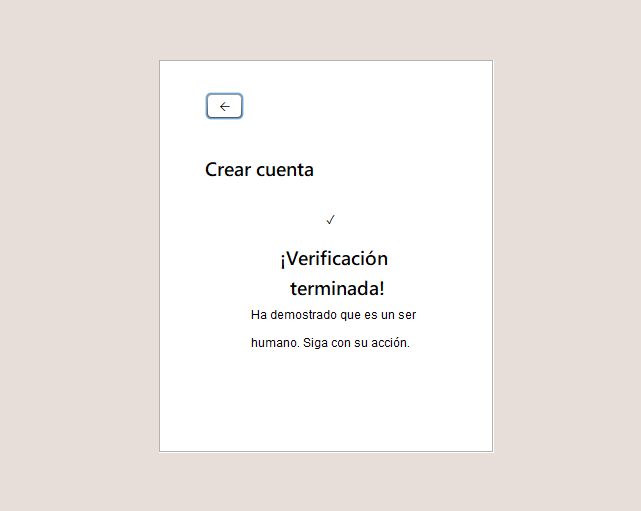 Crear cuenta
¡Verificación
terminada!
Ha demostrado que es un ser
humano. Siga con su acción.